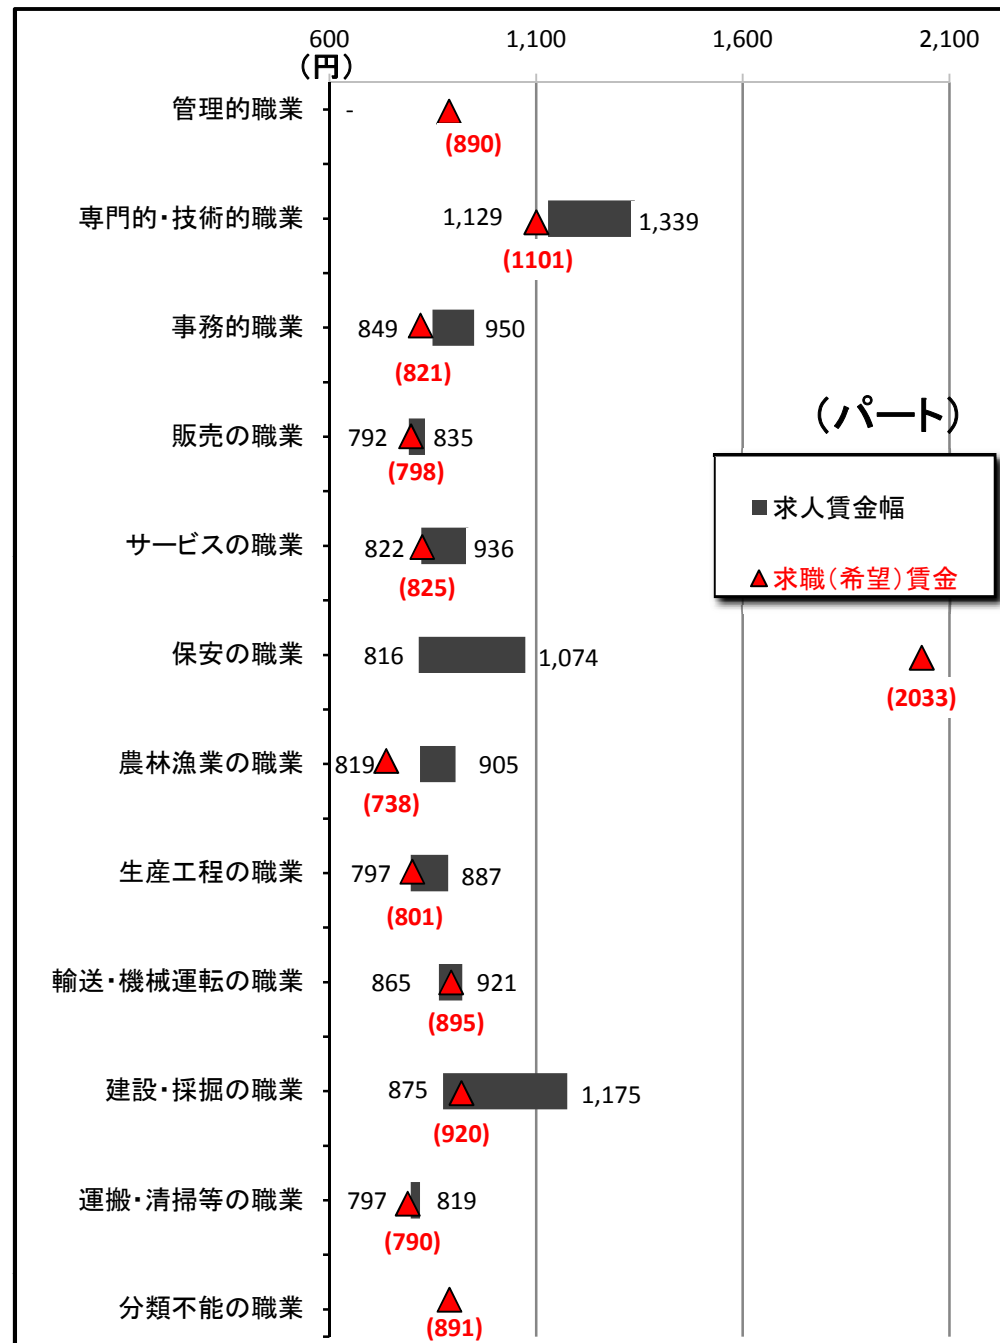 600 1,100 1,600 2,100
(円)
管理的職業 -
(890)
専門的・技術的職業 1,129 1,339
(1101)
事務的職業 849 950
(821)
(パート)
販売の職業 792 835
(798)
■求人賃金幅
サービスの職業 822 936
▲求職(希望)賃金
(825)
保安の職業 816 1,074
(2033)
農林漁業の職業 819 905
(738)
生産工程の職業 797 887
(801)
輸送・機械運転の職業 865 921
(895)
建設・採掘の職業 875 1,175
(920)
運搬・清掃等の職業 797 819
(790)
分類不能の職業
(891)